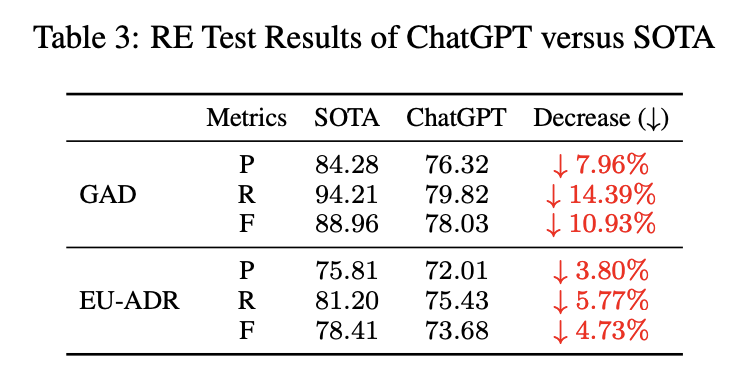 Table 3: RE Test Results of ChatGPT versus SOTA
Metrics SOTA ChatGPT Decrease (↓)
P 84.28 76.32 ↓ 7.96%
GAD R 94.21 79.82 ↓ 14.39%
F 88.96 78.03 ↓ 10.93%
P 75.81 72.01 ↓ 3.80%
EU-ADR R 81.20 75.43 ↓ 5.77%
F 78.41 73.68 ↓ 4.73%